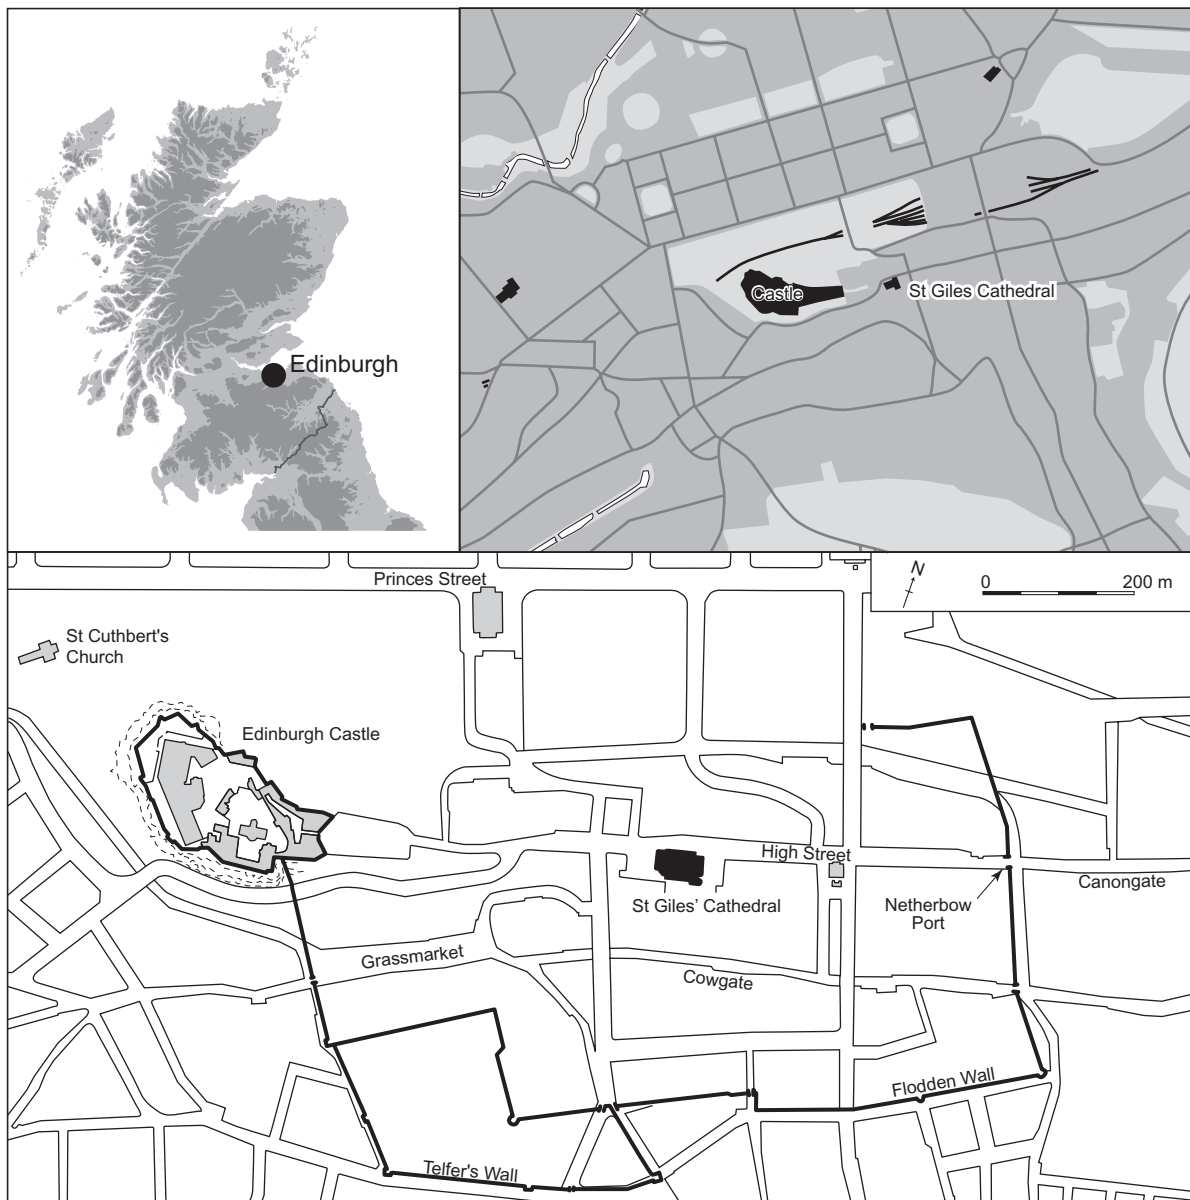 Edinburgh
Castle
St Giles Cathedral
Princes Street
N
0
200 m
St Cuthbert's
Church
Edinburgh Castle
High Street
St Giles’ Cathedral
Canongate
Netherbow
Port
Grassmarket
Cowgate
Flodden Wall
Telfer's Wall